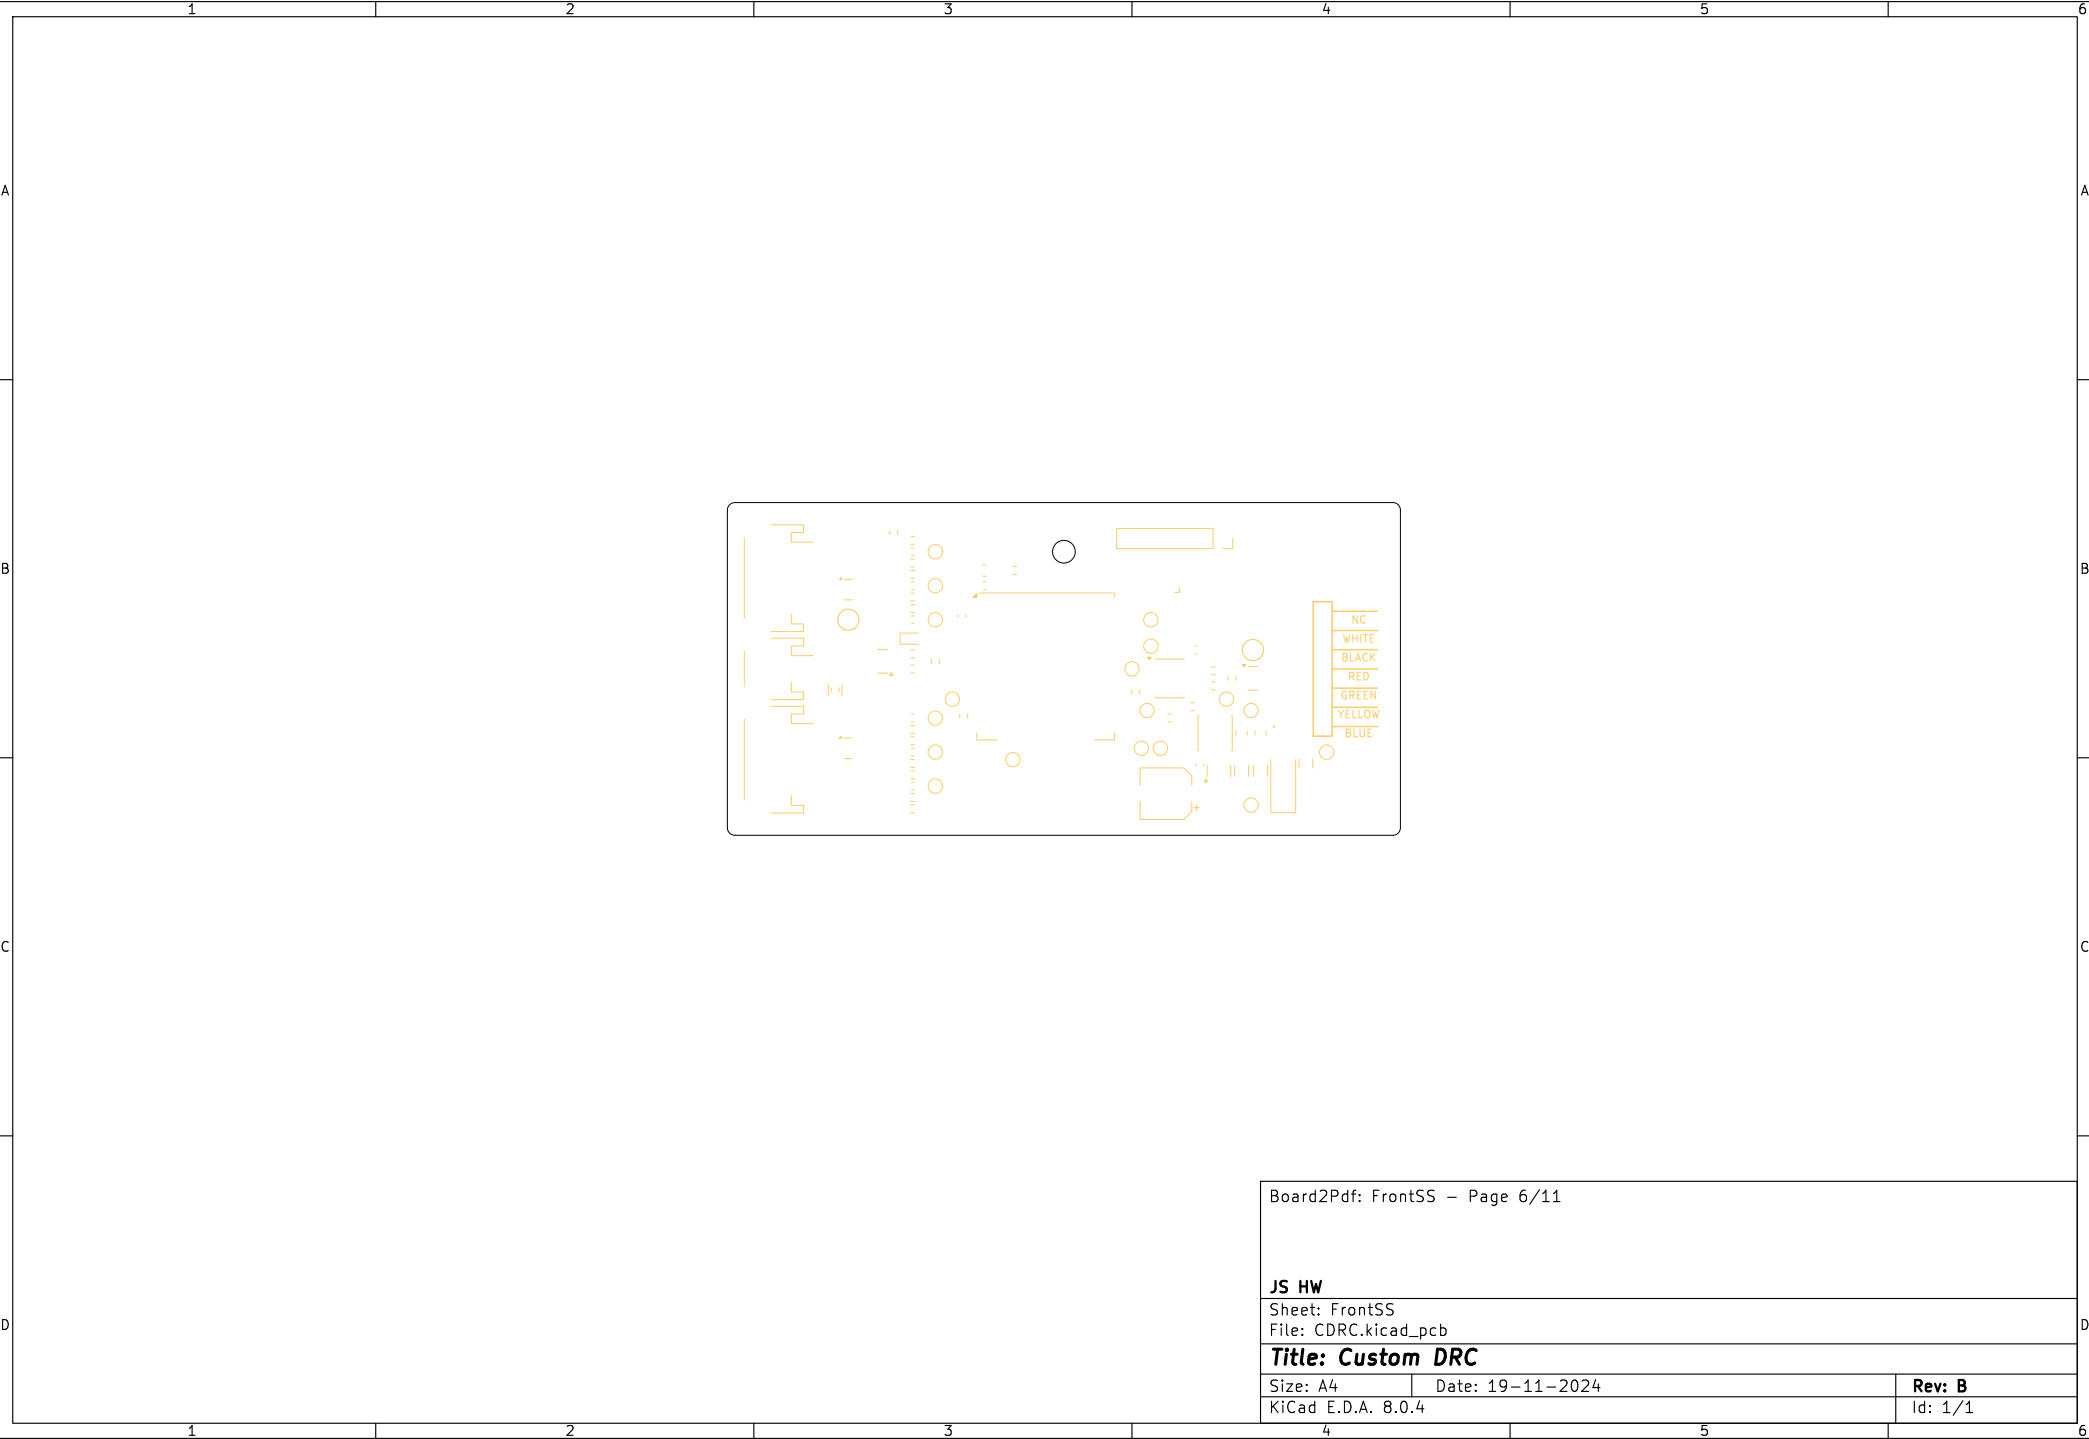 1 2 3 4 5 6
A A
B B
NC
WHITE
BLACK
RED
GREEN
YELLOW
BLUE
+
C C
Board2Pdf: FrontSS - Page 6/11
JS HW
Sheet: FrontSS
File: CDRC.kicad_pcb
D D
Title: Custom DRC
Size: A4 Date: 19-11-2024 Rev: B
KiCad E.D.A. 8.0.4 Id: 1/1
1 2 3 4 5 6